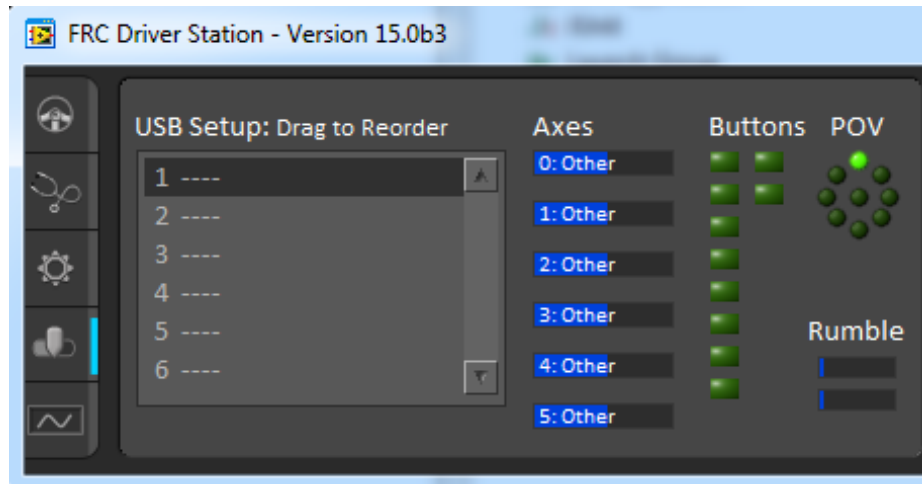 FRC Driver Station - Version 15.0b3
USB Setup: Drag to Reorder
1 ----
2 ----
3 ----
4 ----
5 ----
6 ----
Axes
0: Other
1: Other
2: Other
3: Other
4: Other
5: Other
Buttons
POV
Rumble